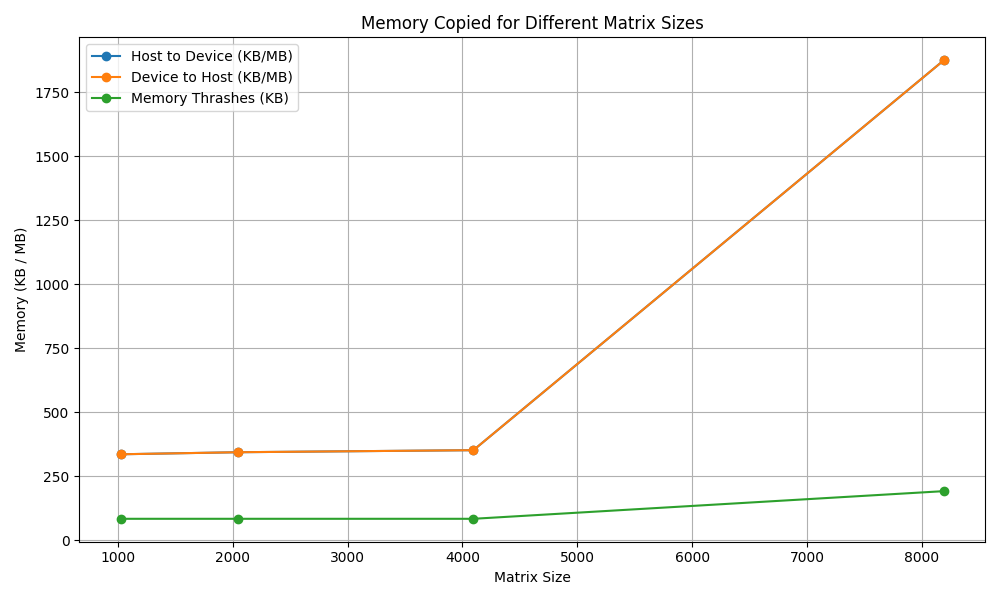 Memory Copied for Different Matrix Sizes
Host to Device (KB/MB)
Device to Host (KB/MB)
Memory Thrashes (KB)
Memory (KB / MB)
1750
1500
1250
1000
750
500
250
0
1000 2000 3000 4000 5000 6000 7000 8000
Matrix Size